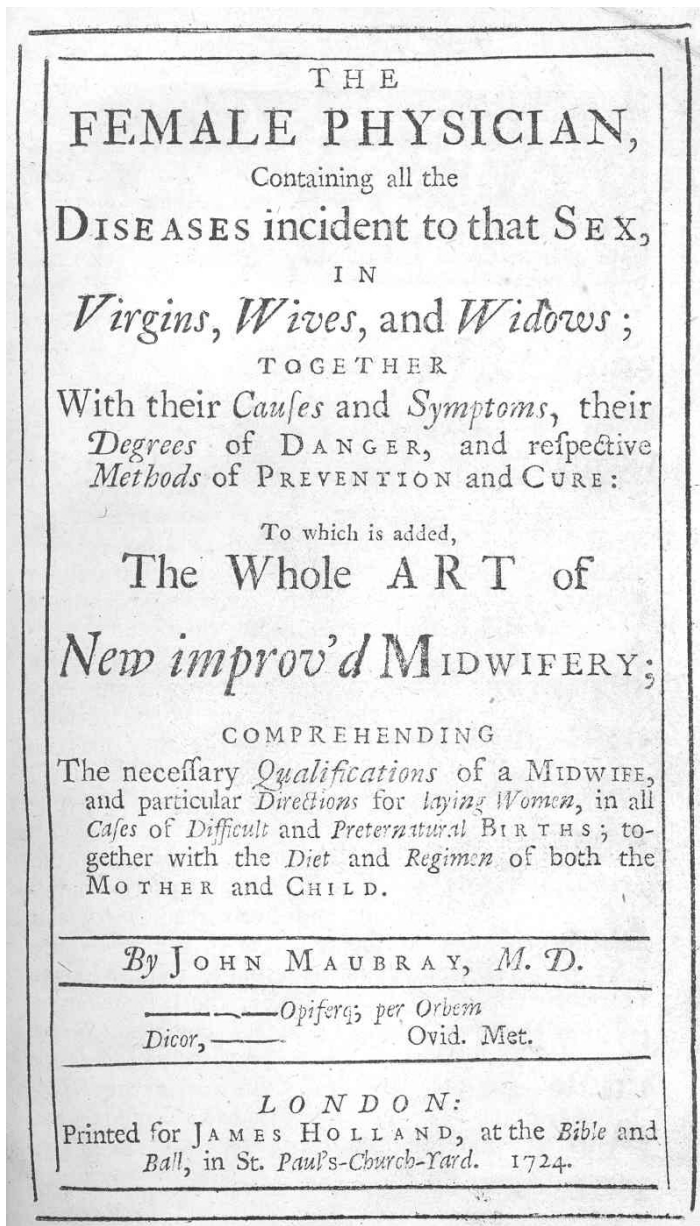 THE
FEMALE PHYSICIAN,
Containing all the
DISEASES incident to that SEX,
IN
Virgins, Wives, and Widows;
TOGETHER
With their Cauſes and Symptoms, their
Degrees of DANGER, and reſpective
Methods of PREVENTION and CURE:
To which is added,
The Whole ART of
New improv'd MIDWIFERY;
COMPREHENDING
The neceſſary Qualifications of a MIDWIFE,
and particular Directions for laying Women, in all
Caſes of Difficult and Preternatural BIRTHS; to-
gether with the Diet and Regimen of both the
MOTHER and CHILD.
By JOHN MAUBRAY, M. D.
———Opiferq; per Orbem
Dicor,—— Ovid. Met.
LONDON:
Printed for JAMES HOLLAND, at the Bible and
Ball, in St. Paul's-Church-Yard. 1724.